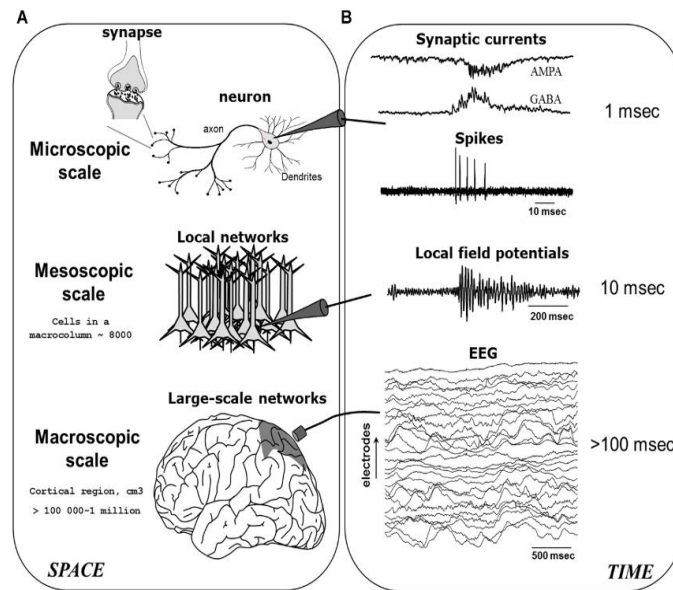 A
synapse
neuron
axon
Microscopic
scale
Dendrites
Local networks
Mesoscopic
scale
Cells in a
macrocolumn ~ 8000
Large-scale networks
Macroscopic
scale
Cortical region, cm3
> 100 000-1 million
SPACE
B
Synaptic currents
AMPA
GABA
1 msec
Spikes
10 msec
Local field potentials
10 msec
200 msec
EEG
electrodes
>100 msec
500 msec
TIME